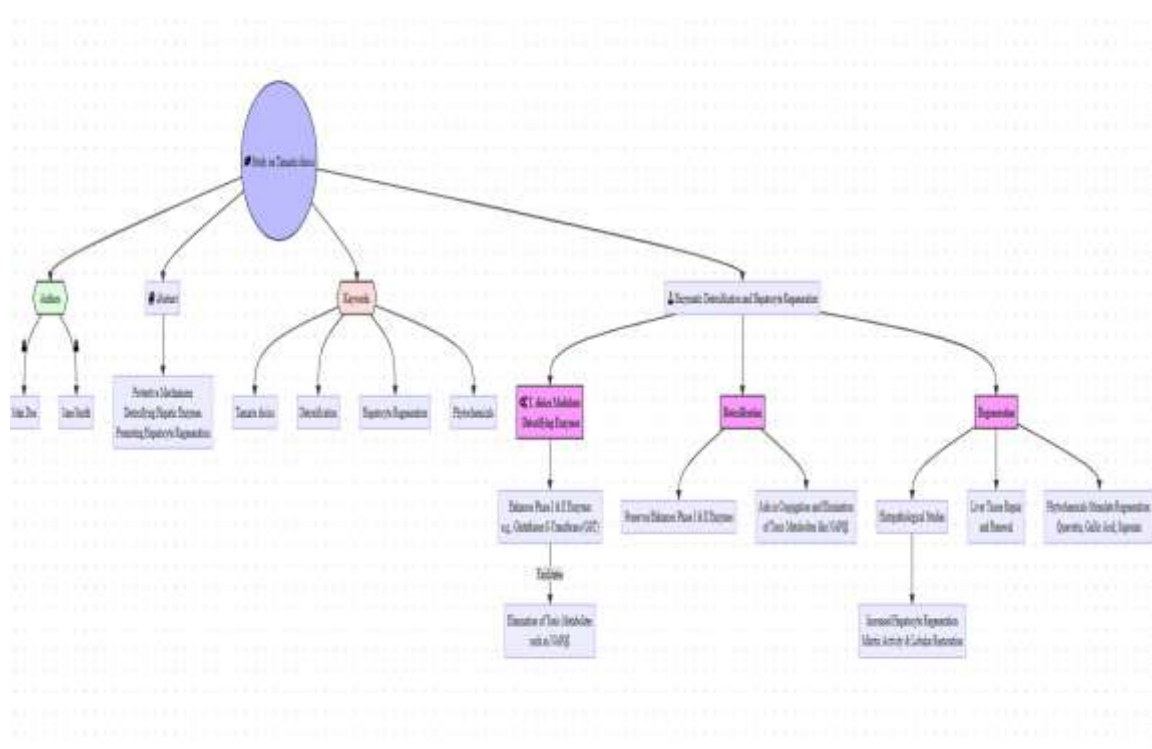 Study on Tamarix dioica
Authors
Abstract
Keywords
Enzymatic Detoxification and Hepatocyte Regeneration
John Doe
Jane Smith
Protective Mechanisms
Detoxifying Hepatic Enzymes
Promoting Hepatocyte Regeneration
Tamarix dioica
Detoxification
Hepatocyte Regeneration
Phytochemicals
T. dioica Modulates
Detoxifying Enzymes
Detoxification
Regeneration
Enhances Phase I & II Enzymes
e.g., Glutathione S-Transferase (GST)
Preserves Enhances Phase I & II Enzymes
Aids in Conjugation and Elimination
of Toxic Metabolites like NAPQI
Histopathological Studies
Liver Tissue Repair
and Renewal
Phytochemicals Stimulate Regeneration
Quercetin, Gallic Acid, Saponins
Facilitates
Elimination of Toxic Metabolites
such as NAPQI
Increased Hepatocyte Regeneration
Mitotic Activity & Lobular Restoration